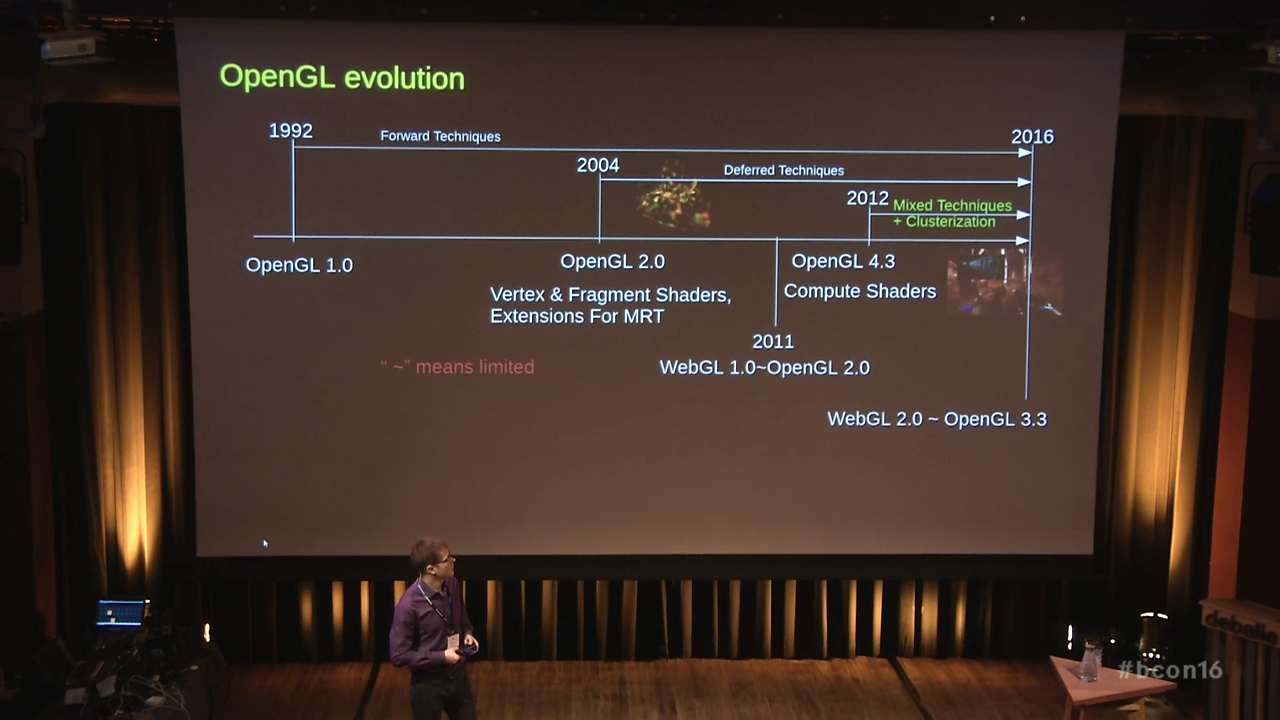 OpenGL evolution
1992
Forward Techniques
2016
2004
Deferred Techniques
2012
Mixed Techniques
+ Clusterization
OpenGL 1.0
OpenGL 2.0
OpenGL 4.3
Vertex & Fragment Shaders,
Extensions For MRT
Compute Shaders
2011
“ ~” means limited
WebGL 1.0~OpenGL 2.0
WebGL 2.0 ~ OpenGL 3.3
debalie
#bcon16